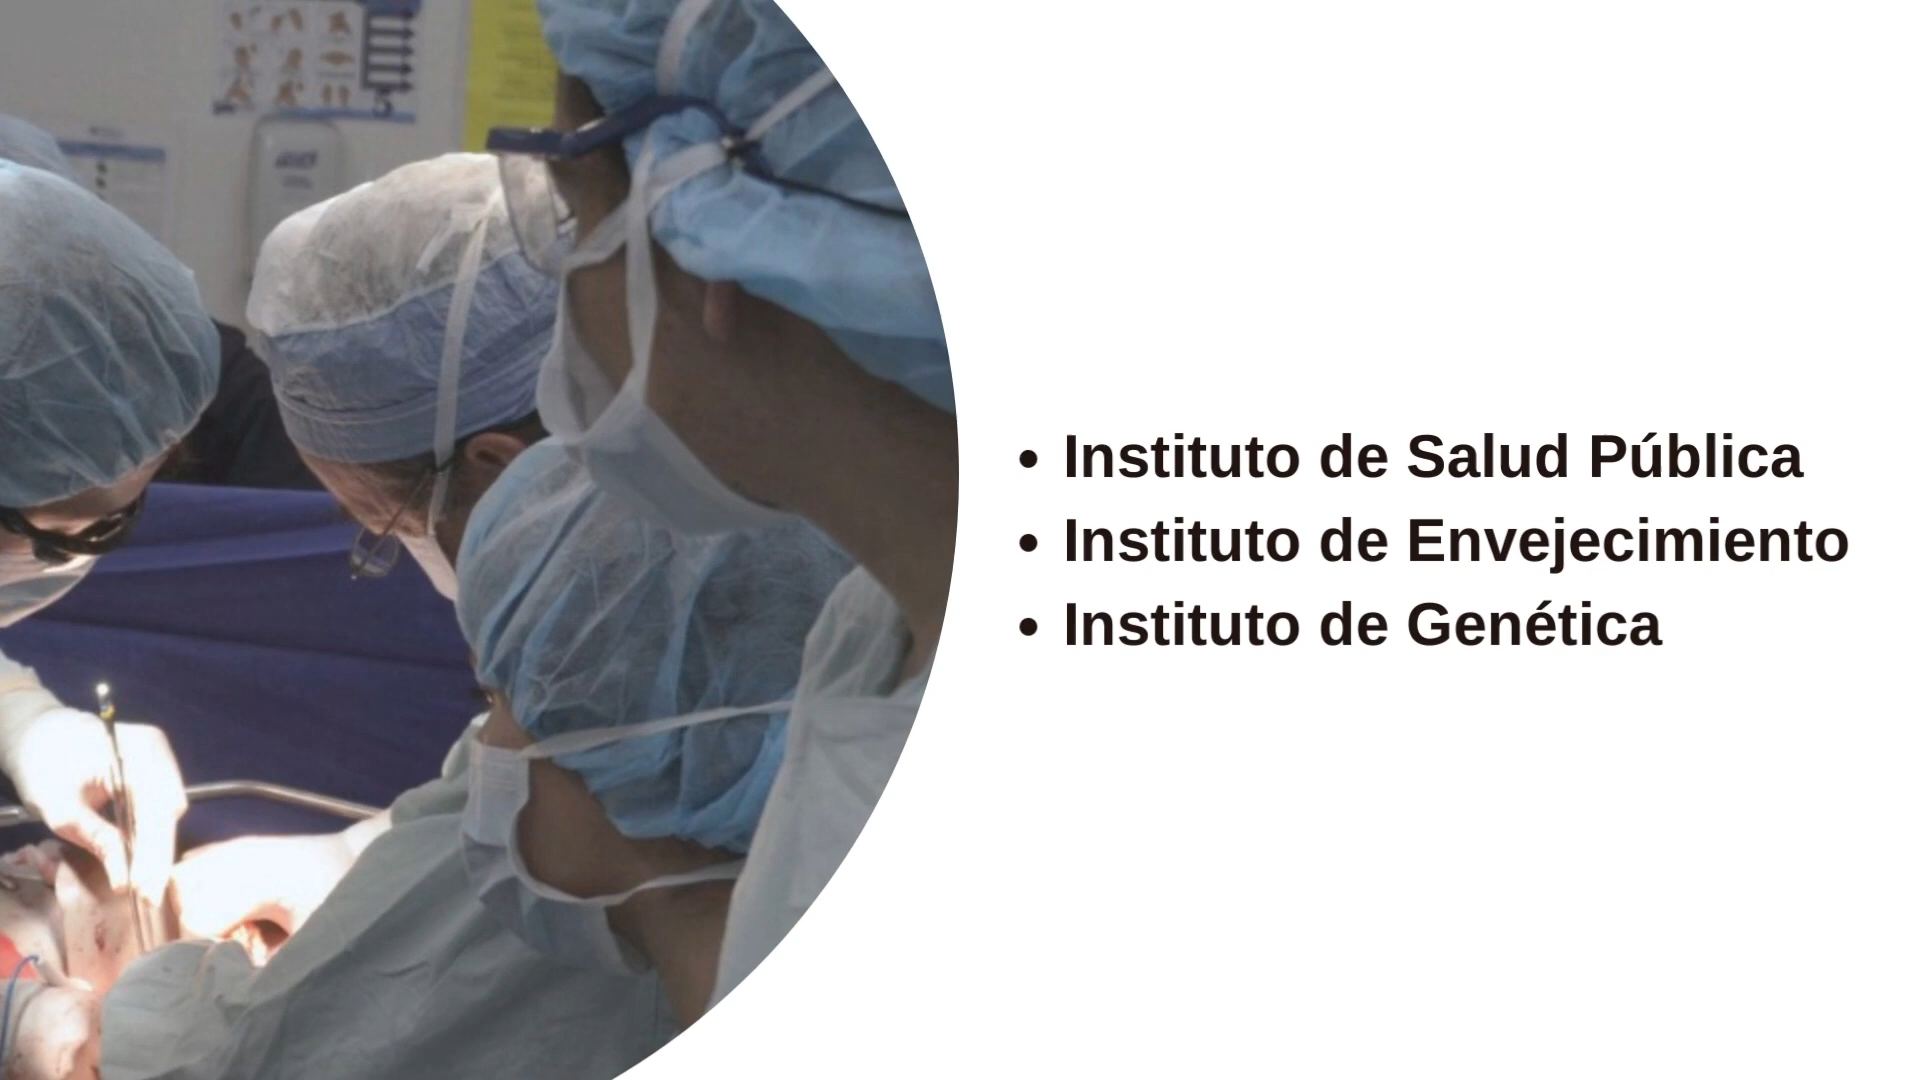 • Instituto de Salud Pública
• Instituto de Envejecimiento
• Instituto de Genética